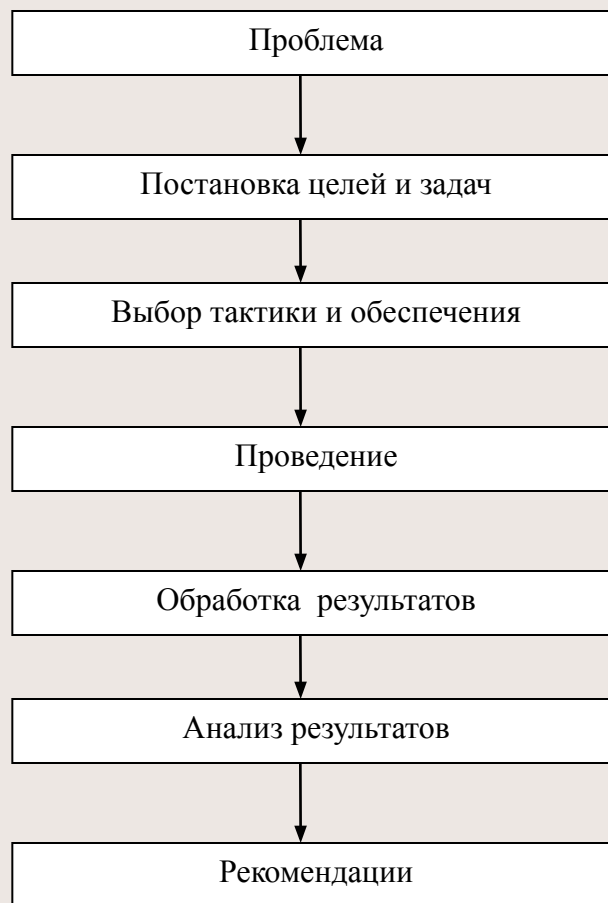 Проблема
Постановка целей и задач
Выбор тактики и обеспечения
Проведение
Обработка  результатов
Анализ результатов
Рекомендации